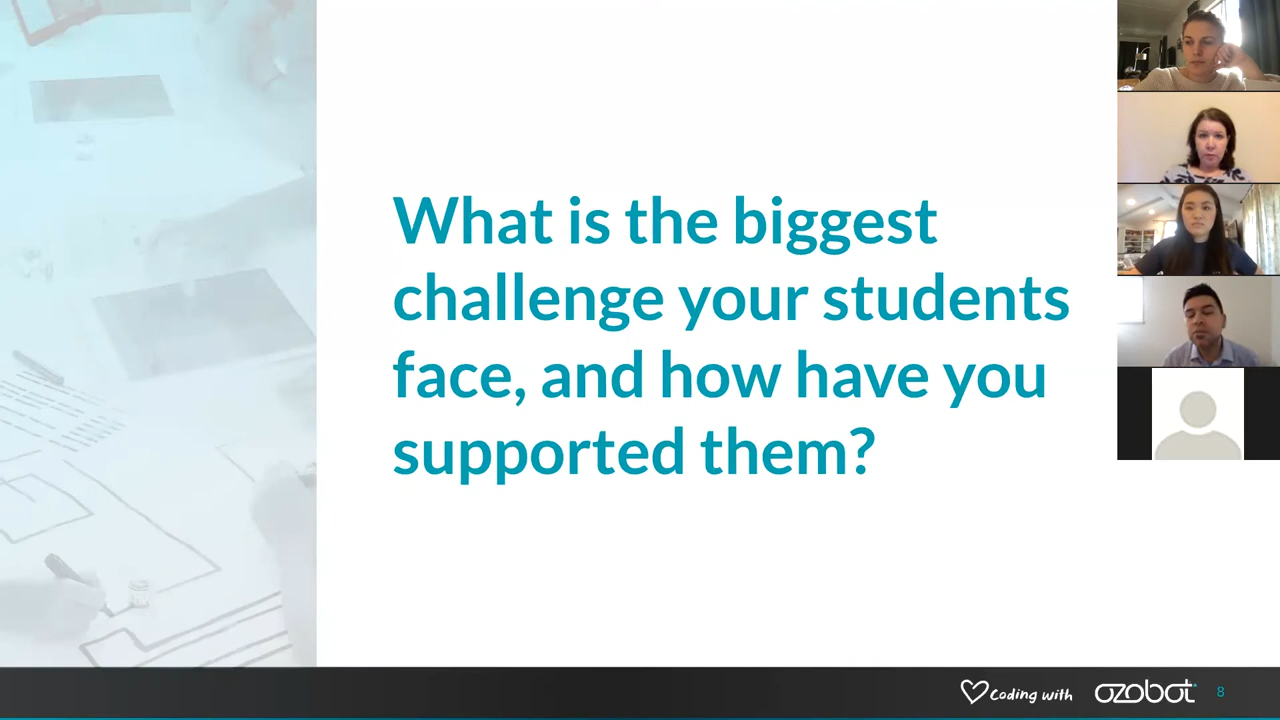 What is the biggest
challenge your students
face, and how have you
supported them?
Coding with ozobot 8